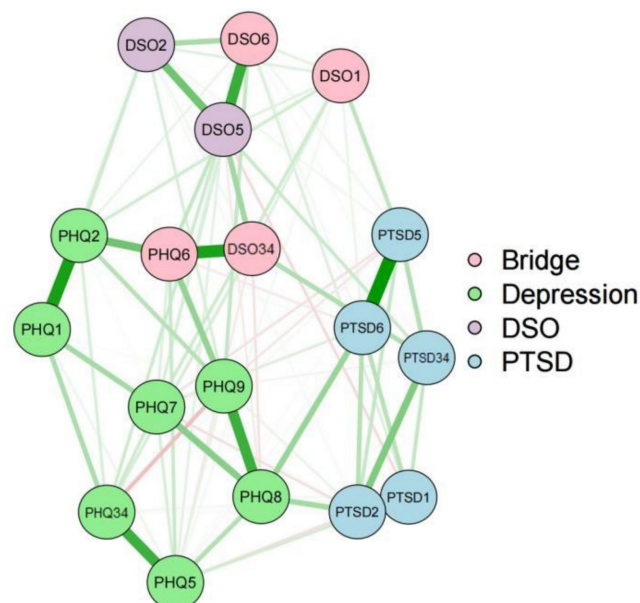 DSO2
DSO6
DSO1
DSO5
PHQ2
PHQ6
DSO34
PTSD5
Bridge
Depression
DSO
PTSD
PHQ1
PTSD6
PTSD34
PHQ7
PHQ9
PHQ34
PHQ8
PTSD2
PTSD1
PHQ5